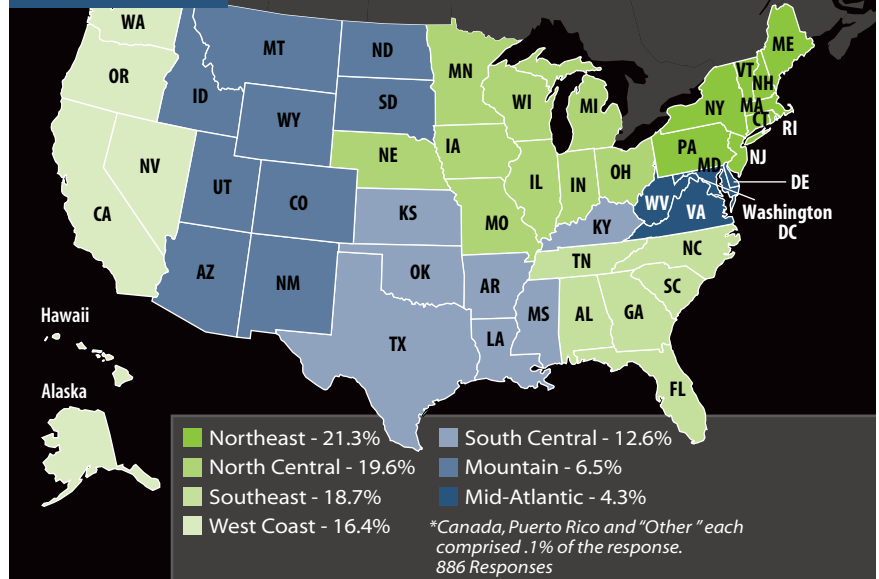 WA
MT
ND
ME
OR
MN
VT
NH
ID
SD
WI
MI
NY
MA
CT
RI
WY
NE
IA
PA
NJ
NV
OH
MD
UT
IL
IN
DE
CO
WV
CA
KS
MO
VA
Washington
DC
KY
NC
TN
AZ
NM
OK
AR
SC
MS
AL
GA
Hawaii
TX
LA
FL
Alaska
Northeast - 21.3%
North Central - 19.6%
Southeast - 18.7%
West Coast - 16.4%
South Central - 12.6%
Mountain - 6.5%
Mid-Atlantic - 4.3%
*Canada, Puerto Rico and “Other ” each
comprised .1% of the response.
886 Responses